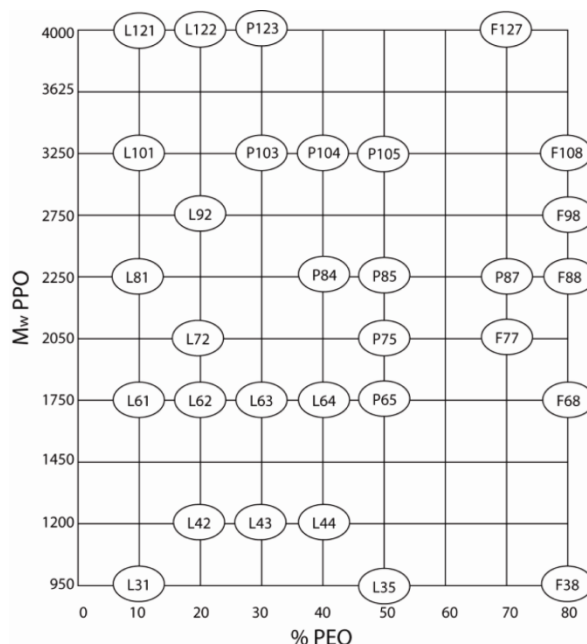 4000 L121 L122 P123 F127
3625
3250 L101 P103 P104 P105 F108
2750 L92 F98
Mw PPO
2250 L81 P84 P85 P87 F88
2050 L72 P75 F77
1750 L61 L62 L63 L64 P65 F68
1450
1200 L42 L43 L44
950 L31 L35 F38
0 10 20 30 40 50 60 70 80
% PEO